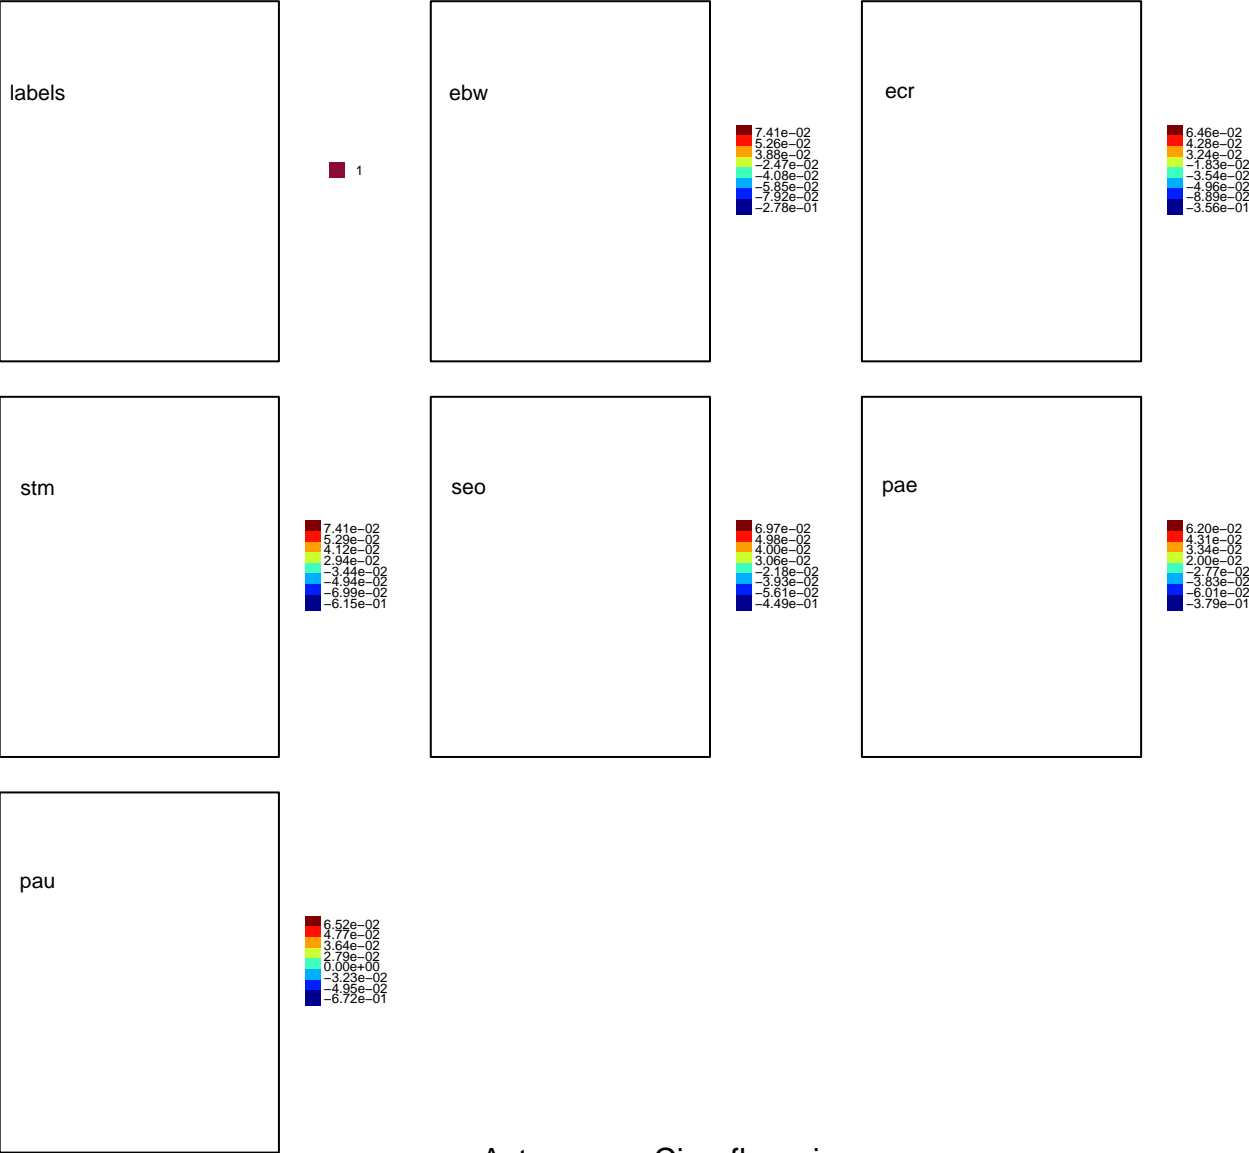 labels
1
ebw
7.41e−02
5.26e−02
3.88e−02
−2.47e−02
−4.08e−02
−5.85e−02
−7.92e−02
−2.78e−01
ecr
6.46e−02
4.28e−02
3.24e−02
−1.83e−02
−3.54e−02
−4.96e−02
−8.89e−02
−3.56e−01
stm
7.41e−02
5.29e−02
4.12e−02
2.94e−02
−3.44e−02
−4.94e−02
−6.99e−02
−6.15e−01
seo
6.97e−02
4.98e−02
4.00e−02
3.06e−02
−2.18e−02
−3.93e−02
−5.61e−02
−4.49e−01
pae
6.20e−02
4.31e−02
3.34e−02
2.00e−02
−2.77e−02
−3.83e−02
−6.01e−02
−3.79e−01
pau
6.52e−02
4.77e−02
3.64e−02
2.79e−02
0.00e+00
−3.23e−02
−4.95e−02
−6.72e−01